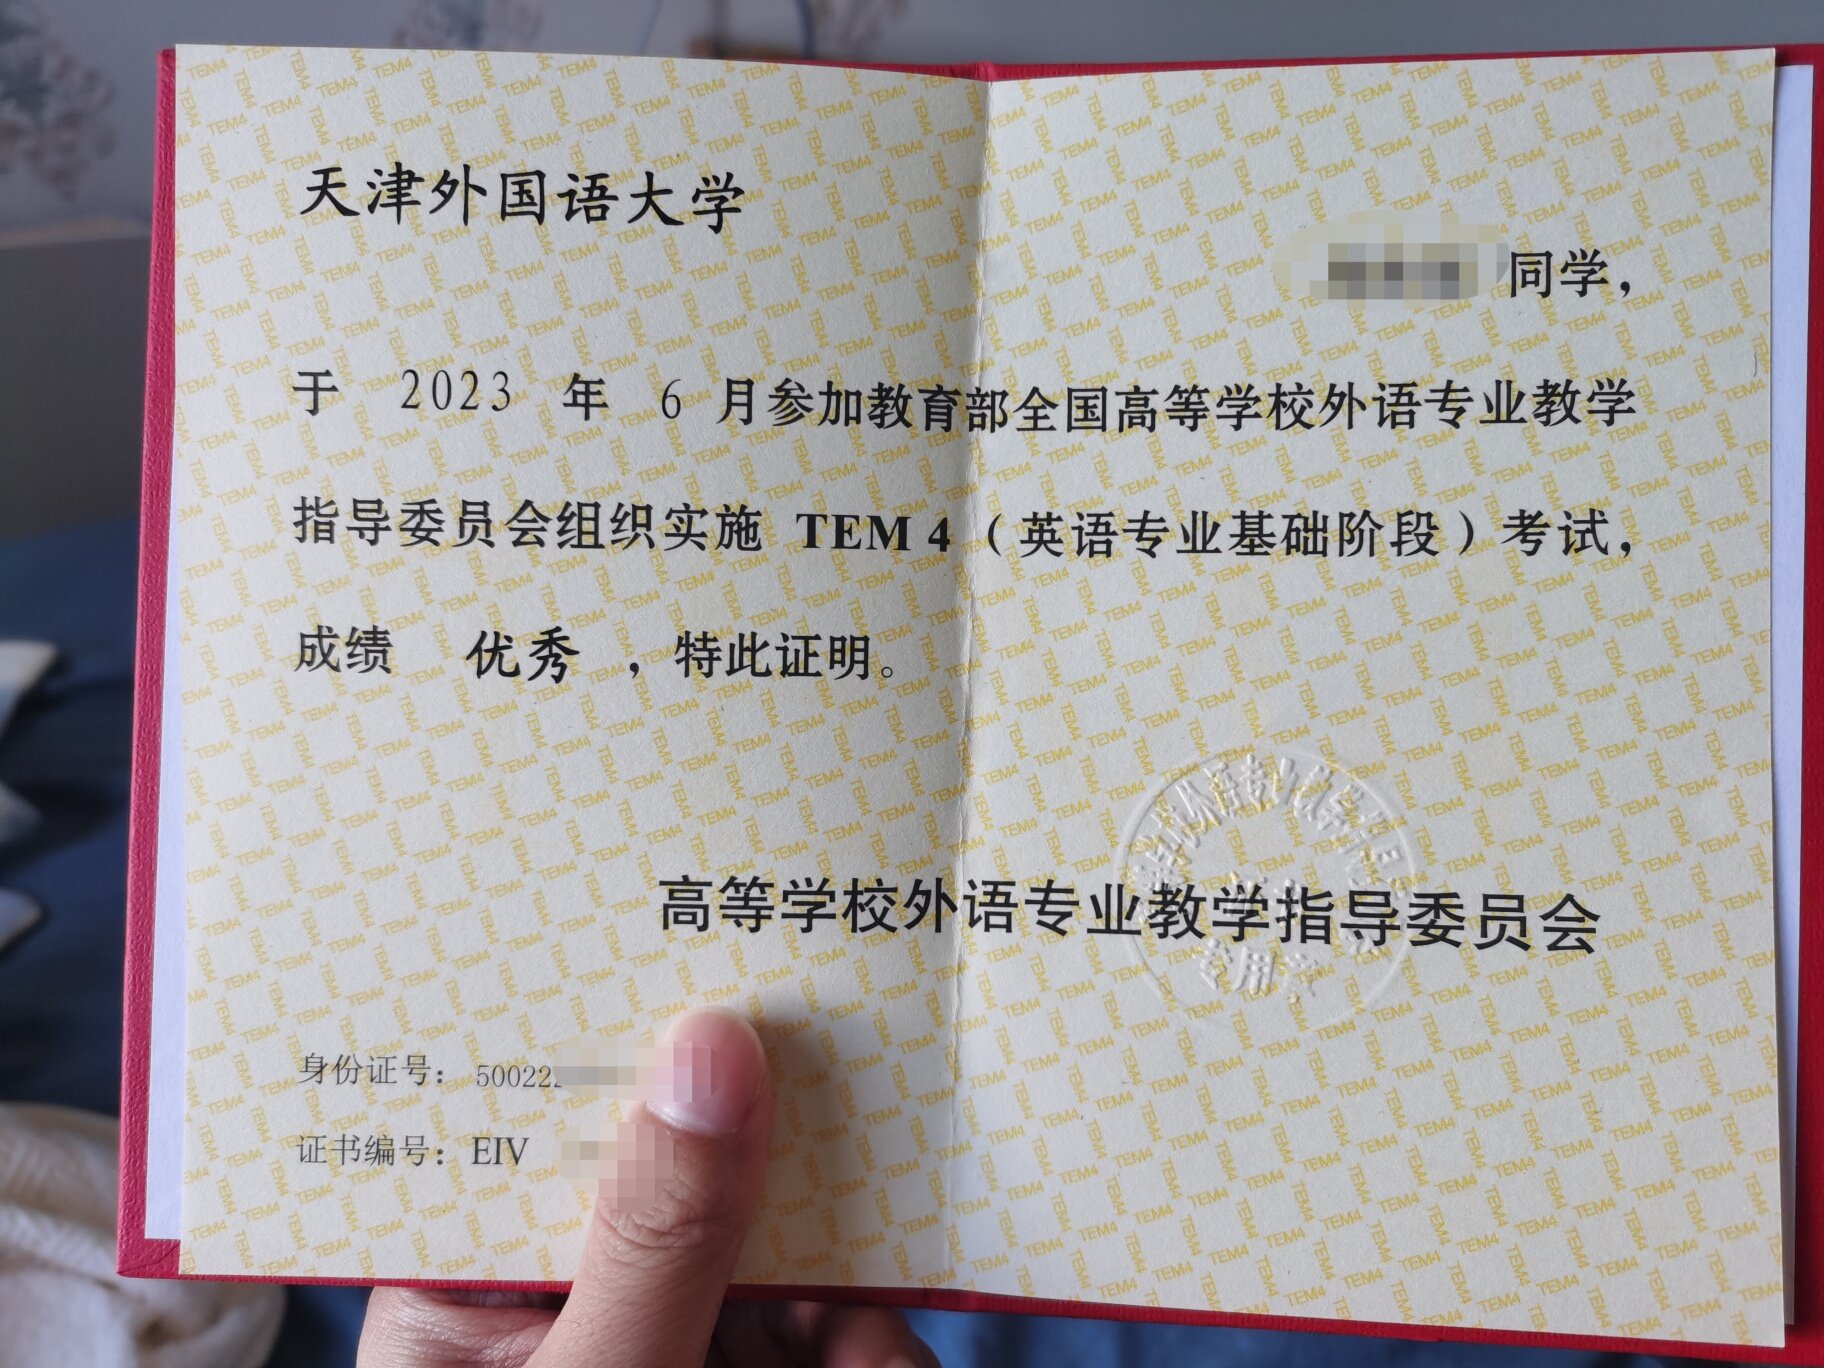 天津外国语大学
同学，
于 2023 年 6 月参加教育部全国高等学校外语专业教学
指导委员会组织实施 TEM 4（英语专业基础阶段）考试，
成绩 优秀 ，特此证明。
高等学校外语专业教学指导委员会
专用章
身份证号：50022
证书编号：EIV
TEM4